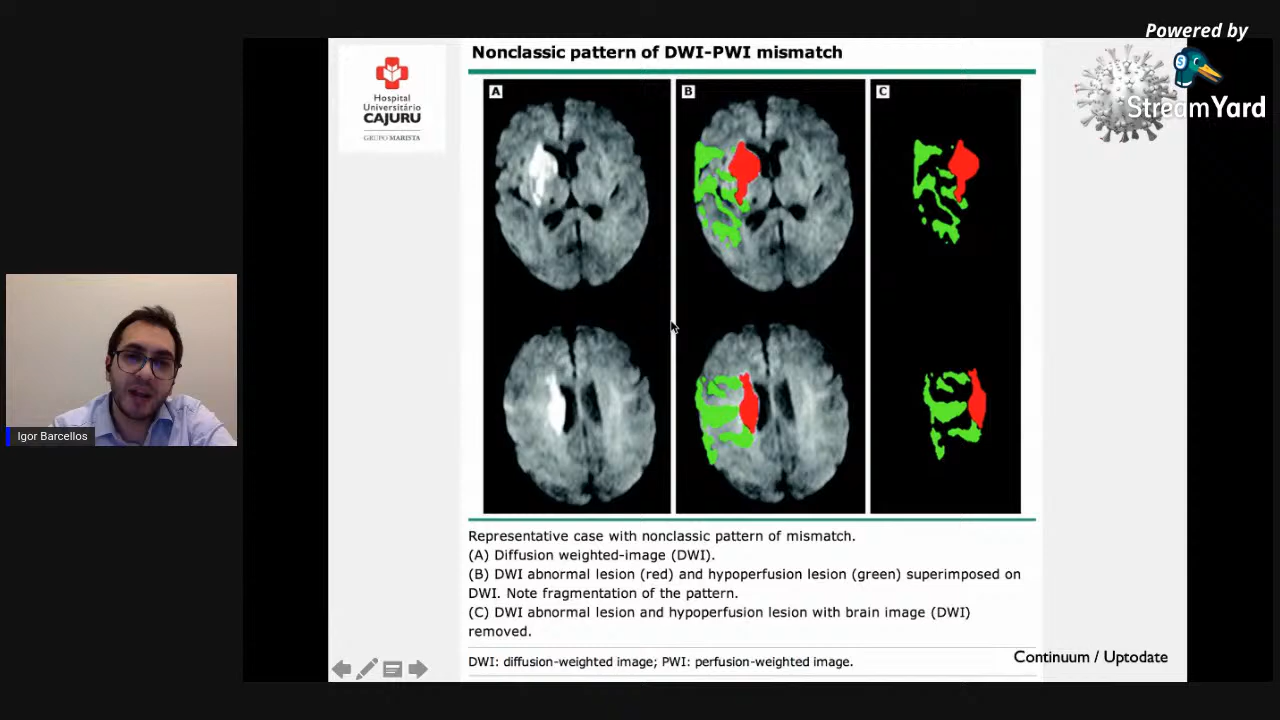 Powered by
StreamYard
Nonclassic pattern of DWI-PWI mismatch
Hospital
Universitário
CAJURU
GRUPO MARISTA
A
B
C
Igor Barcellos
Representative case with nonclassic pattern of mismatch.
(A) Diffusion weighted-image (DWI).
(B) DWI abnormal lesion (red) and hypoperfusion lesion (green) superimposed on
DWI. Note fragmentation of the pattern.
(C) DWI abnormal lesion and hypoperfusion lesion with brain image (DWI)
removed.
DWI: diffusion-weighted image; PWI: perfusion-weighted image.
Continuum / Uptodate